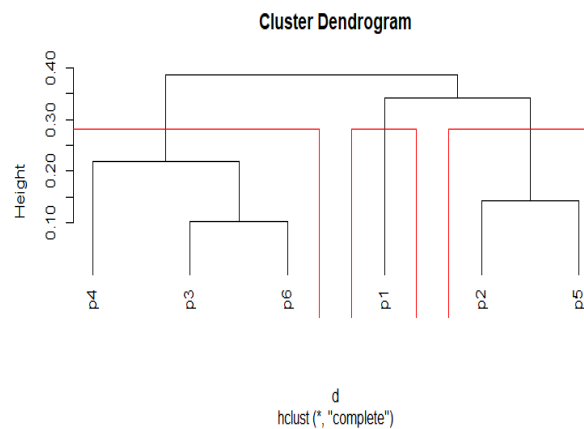 Cluster Dendrogram
Height
0.40
0.30
0.20
0.10
p4
p3
p6
p1
p2
p5
d
hclust (*, "complete")